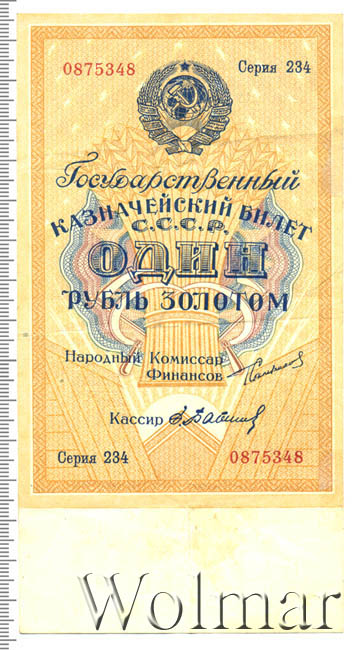 0875348 Серия 234
Государственный
КАЗНАЧЕЙСКИЙ БИЛЕТ
С.С.С.Р.
ОДИН
РУБЛЬ ЗОЛОТОМ
Народный Комиссар
Финансов
Кассир
Серия 234 0875348
Wolmar